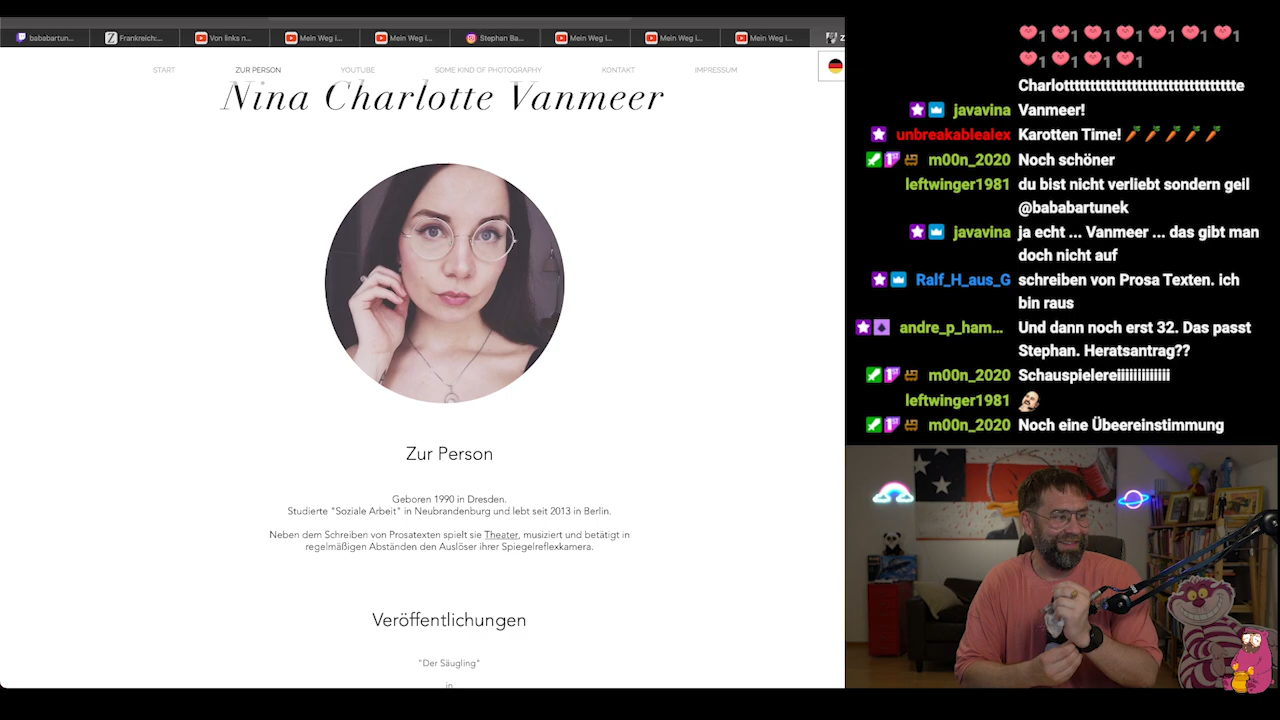 bababartun...
Frankreich:...
Von links n...
Mein Weg i...
Mein Weg i...
Stephan Ba...
Mein Weg i...
Mein Weg i...
Mein Weg i...
Z
START
ZUR PERSON
YOUTUBE
SOME KIND OF PHOTOGRAPHY
KONTAKT
IMPRESSUM
Nina Charlotte Vanmeer
Zur Person
Geboren 1990 in Dresden.
Studierte "Soziale Arbeit" in Neubrandenburg und lebt seit 2013 in Berlin.
Neben dem Schreiben von Prosatexten spielt sie Theater, musiziert und betätigt in
regelmäßigen Abständen den Auslöser ihrer Spiegelreflexkamera.
Veröffentlichungen
"Der Säugling"
in
1 1 1 1 1 1 1
1 1 1 1
Charlotttttttttttttttttttttttttttttttttte
javavina Vanmeer!
unbreakablealex Karotten Time!
m00n_2020 Noch schöner
leftwinger1981 du bist nicht verliebt sondern geil
@bababartunek
javavina ja echt ... Vanmeer ... das gibt man
doch nicht auf
Ralf_H_aus_G schreiben von Prosa Texten. ich
bin raus
andre_p_ham... Und dann noch erst 32. Das passt
Stephan. Heratsantrag??
m00n_2020 Schauspielereiiiiiiiiiiiii
leftwinger1981
m00n_2020 Noch eine Übeereinstimmung